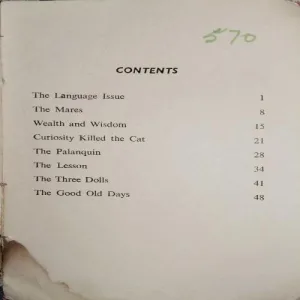 570
CONTENTS
The Language Issue 1
The Mares 8
Wealth and Wisdom 15
Curiosity Killed the Cat 21
The Palanquin 28
The Lesson 34
The Three Dolls 41
The Good Old Days 48